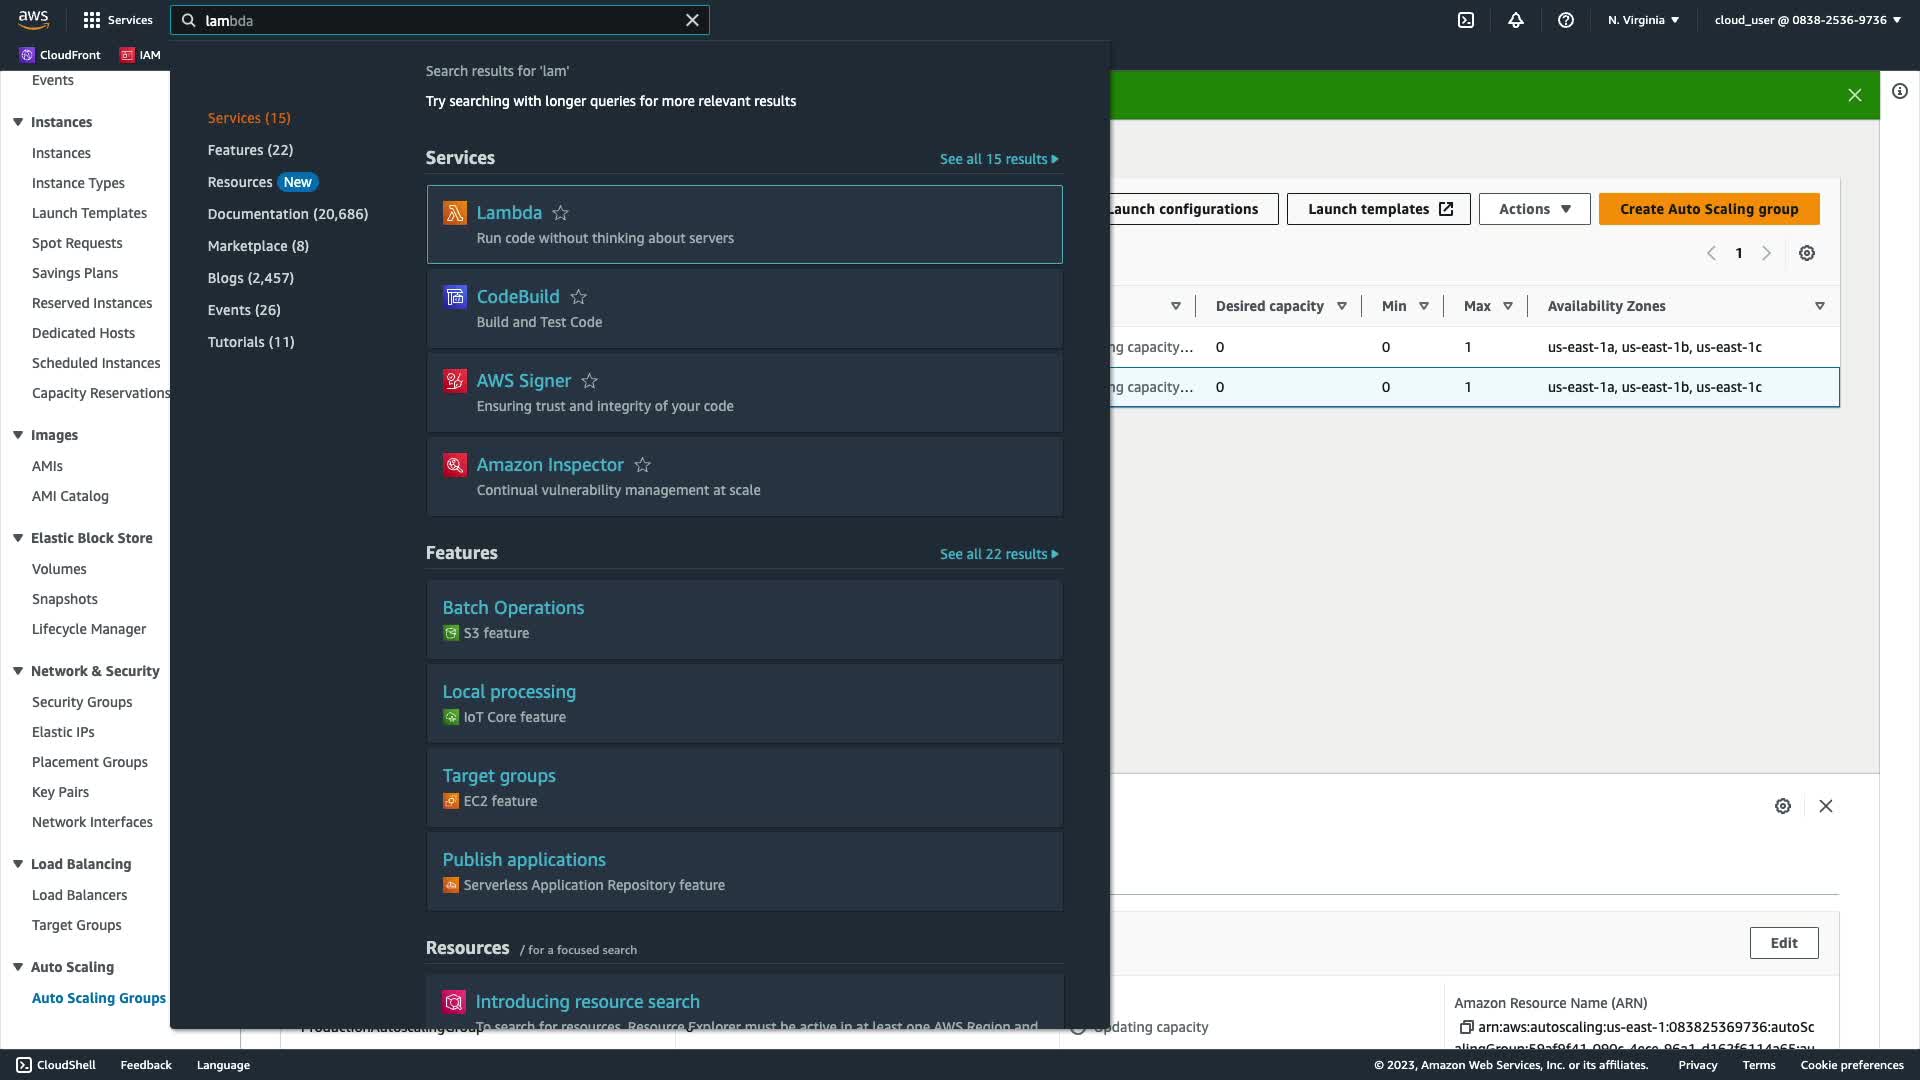 aws
Services
lambda
N. Virginia
cloud_user @ 0838-2536-9736
CloudFront
IAM
Events
Instances
Instances
Instance Types
Launch Templates
Spot Requests
Savings Plans
Reserved Instances
Dedicated Hosts
Scheduled Instances
Capacity Reservations
Images
AMIs
AMI Catalog
Elastic Block Store
Volumes
Snapshots
Lifecycle Manager
Network & Security
Security Groups
Elastic IPs
Placement Groups
Key Pairs
Network Interfaces
Load Balancing
Load Balancers
Target Groups
Auto Scaling
Auto Scaling Groups
Services (15)
Features (22)
Resources New
Documentation (20,686)
Marketplace (8)
Blogs (2,457)
Events (26)
Tutorials (11)
Search results for 'lam'
Try searching with longer queries for more relevant results
Services
See all 15 results
Lambda
Run code without thinking about servers
CodeBuild
Build and Test Code
AWS Signer
Ensuring trust and integrity of your code
Amazon Inspector
Continual vulnerability management at scale
Features
See all 22 results
Batch Operations
S3 feature
Local processing
IoT Core feature
Target groups
EC2 feature
Publish applications
Serverless Application Repository feature
Resources / for a focused search
Introducing resource search
To search for resources, Resource Explorer must be active in at least one AWS Region and
Launch configurations
Launch templates
Actions
Create Auto Scaling group
1
Desired capacity
Min
Max
Availability Zones
ng capacity...
0
0
1
us-east-1a, us-east-1b, us-east-1c
ng capacity...
0
0
1
us-east-1a, us-east-1b, us-east-1c
Edit
ProductionAutoscalingGroup
Updating capacity
Amazon Resource Name (ARN)
arn:aws:autoscaling:us-east-1:083825369736:autoSc
alingGroup:59af9f41-090c-4ece-96a1-d162f6114a65:au
CloudShell
Feedback
Language
© 2023, Amazon Web Services, Inc. or its affiliates.
Privacy
Terms
Cookie preferences